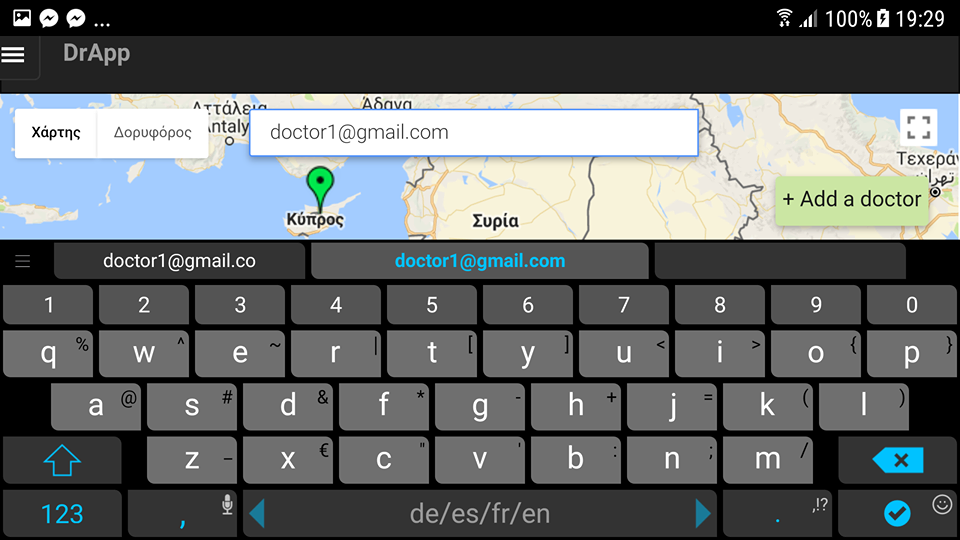 ... 100% 19:29
DrApp
Αττάλεια Άδανα
Χάρτης Δορυφόρος Antaly doctor1@gmail.com
Τεχεράν
تهران
+ Add a doctor
Κύπρος Συρία
doctor1@gmail.co doctor1@gmail.com
1 2 3 4 5 6 7 8 9 0
q % w ^ e ~ r | t [ y ] u < i > o { p }
a @ s # d & f * g - h + j = k ( l )
z _ x € c " v ' b : n ; m /
123 , de/es/fr/en . ,!?